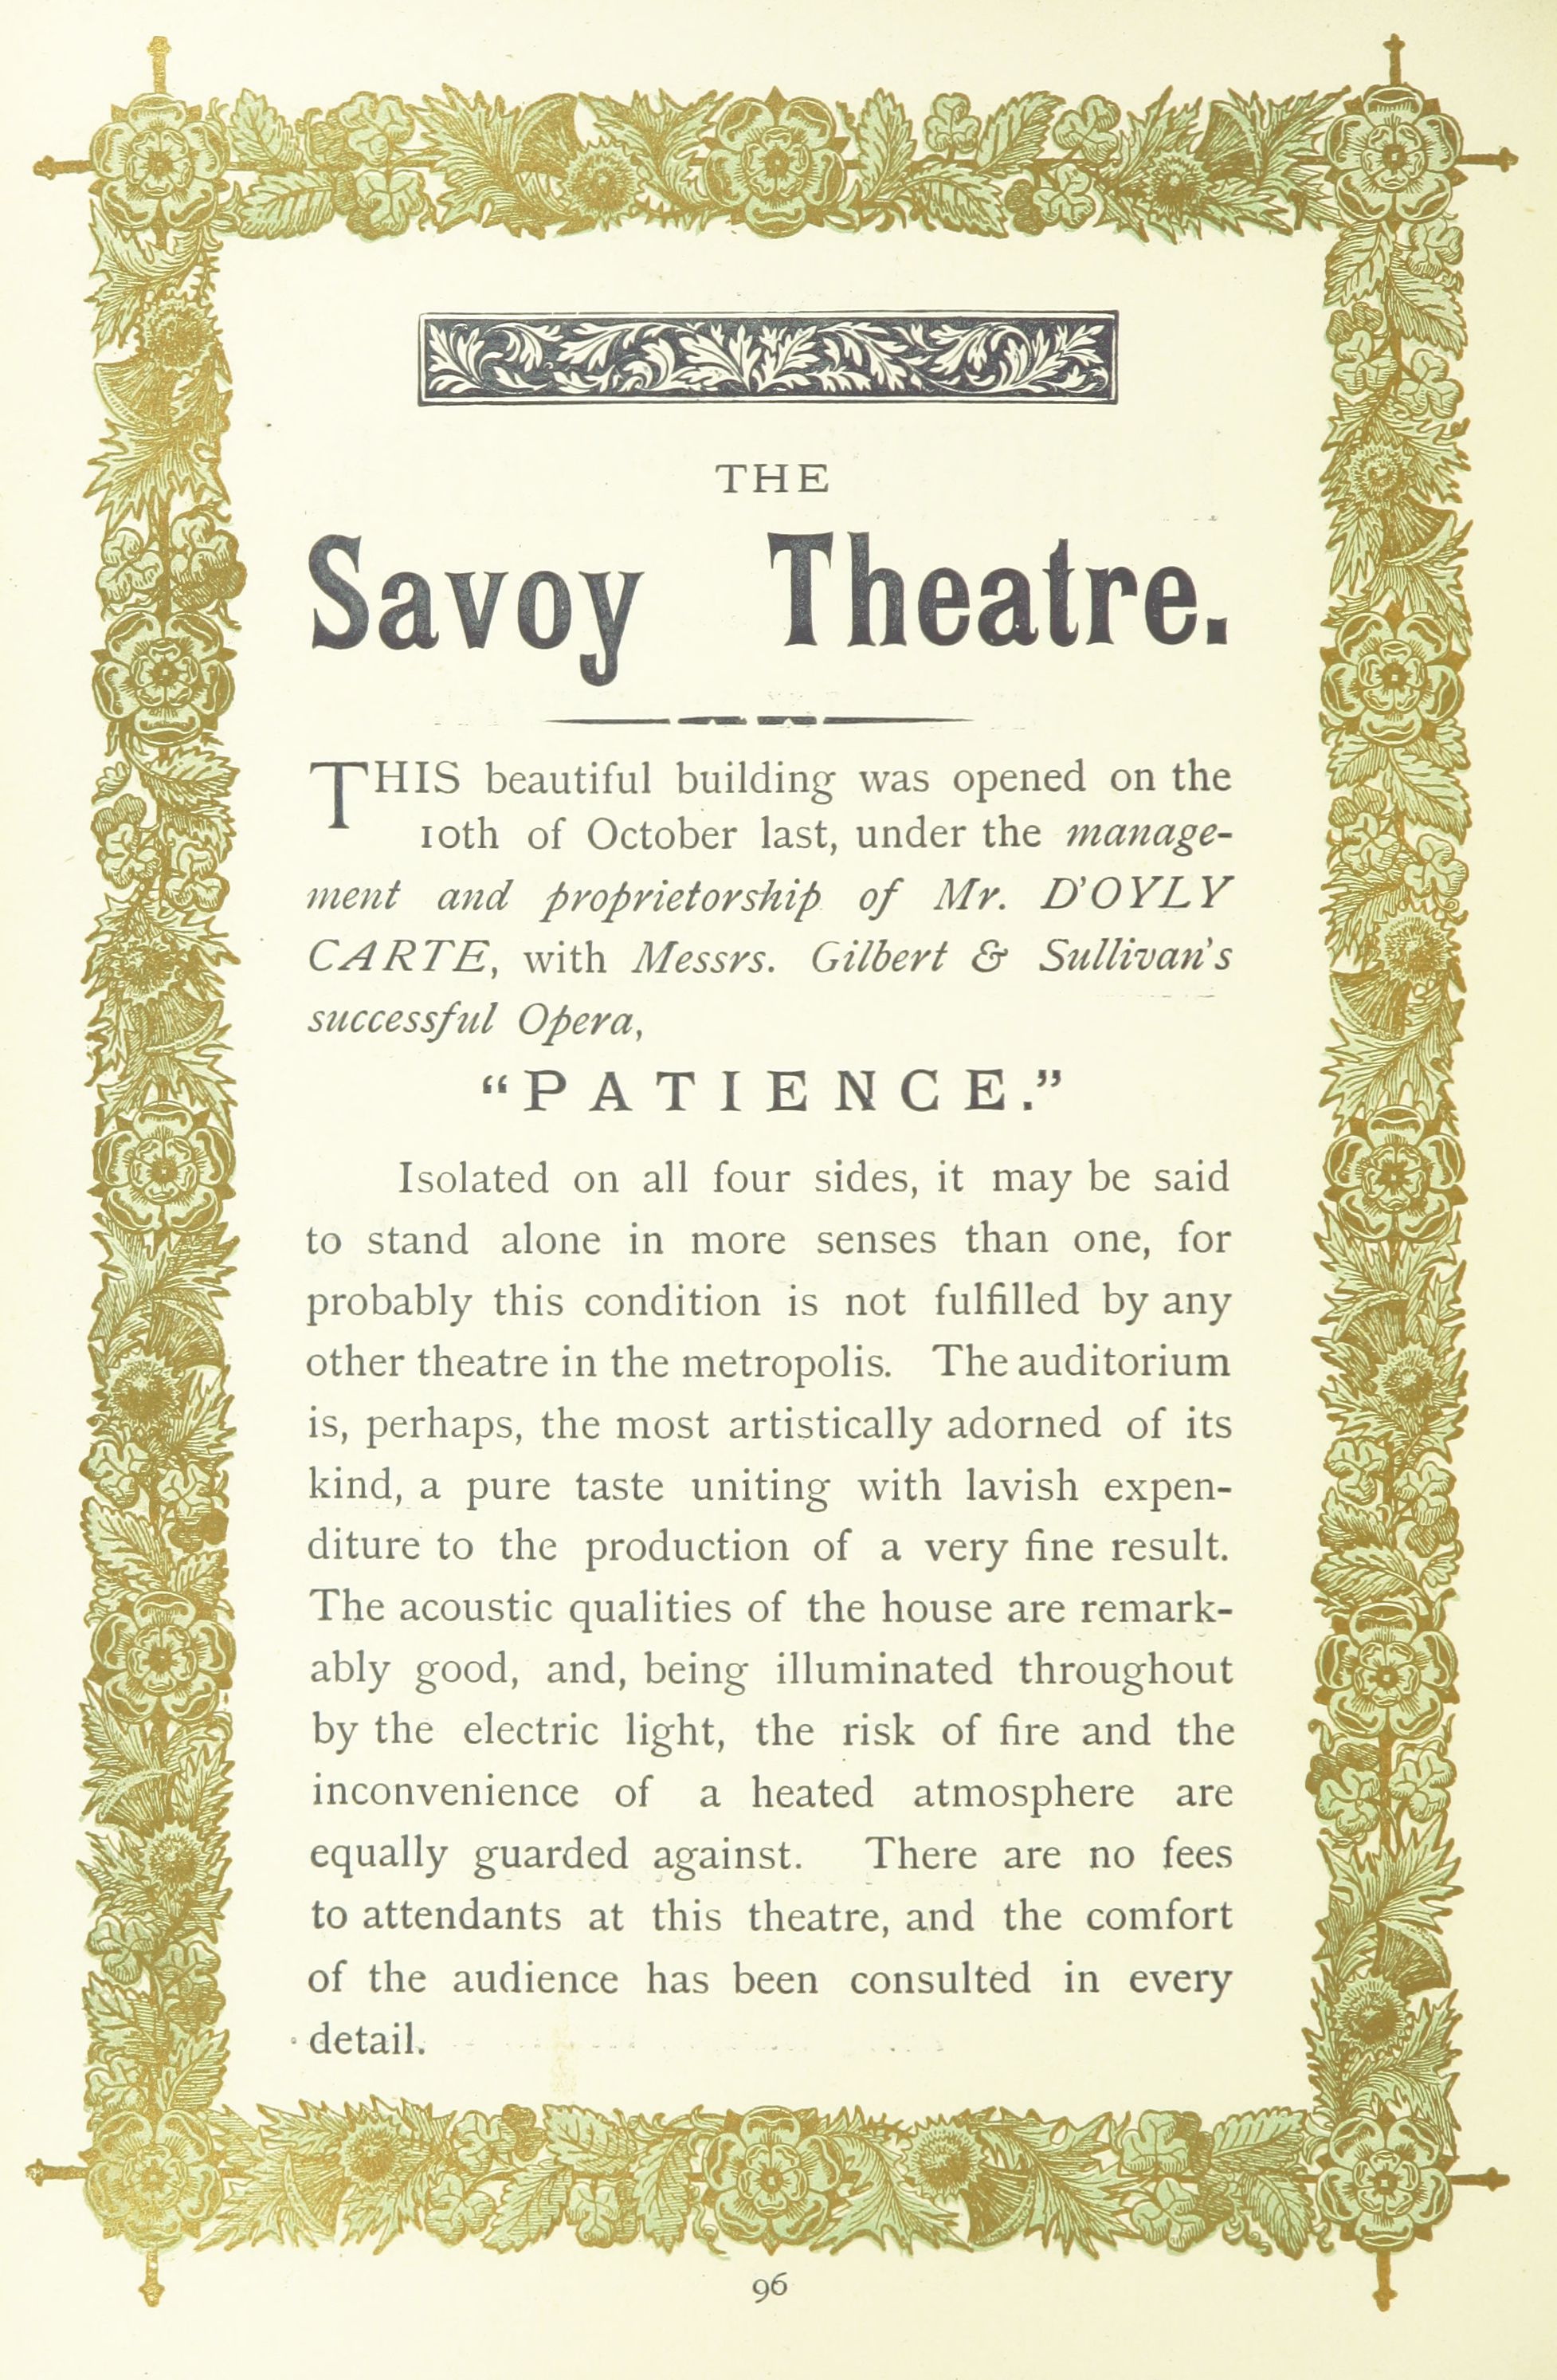 THE
Savoy Theatre.
THIS beautiful building was opened on the
10th of October last, under the manage-
ment and proprietorship of Mr. D'OYLY
CARTE, with Messrs. Gilbert & Sullivan's
successful Opera,
“PATIENCE.”
Isolated on all four sides, it may be said
to stand alone in more senses than one, for
probably this condition is not fulfilled by any
other theatre in the metropolis. The auditorium
is, perhaps, the most artistically adorned of its
kind, a pure taste uniting with lavish expen-
diture to the production of a very fine result.
The acoustic qualities of the house are remark-
ably good, and, being illuminated throughout
by the electric light, the risk of fire and the
inconvenience of a heated atmosphere are
equally guarded against. There are no fees
to attendants at this theatre, and the comfort
of the audience has been consulted in every
detail.
96